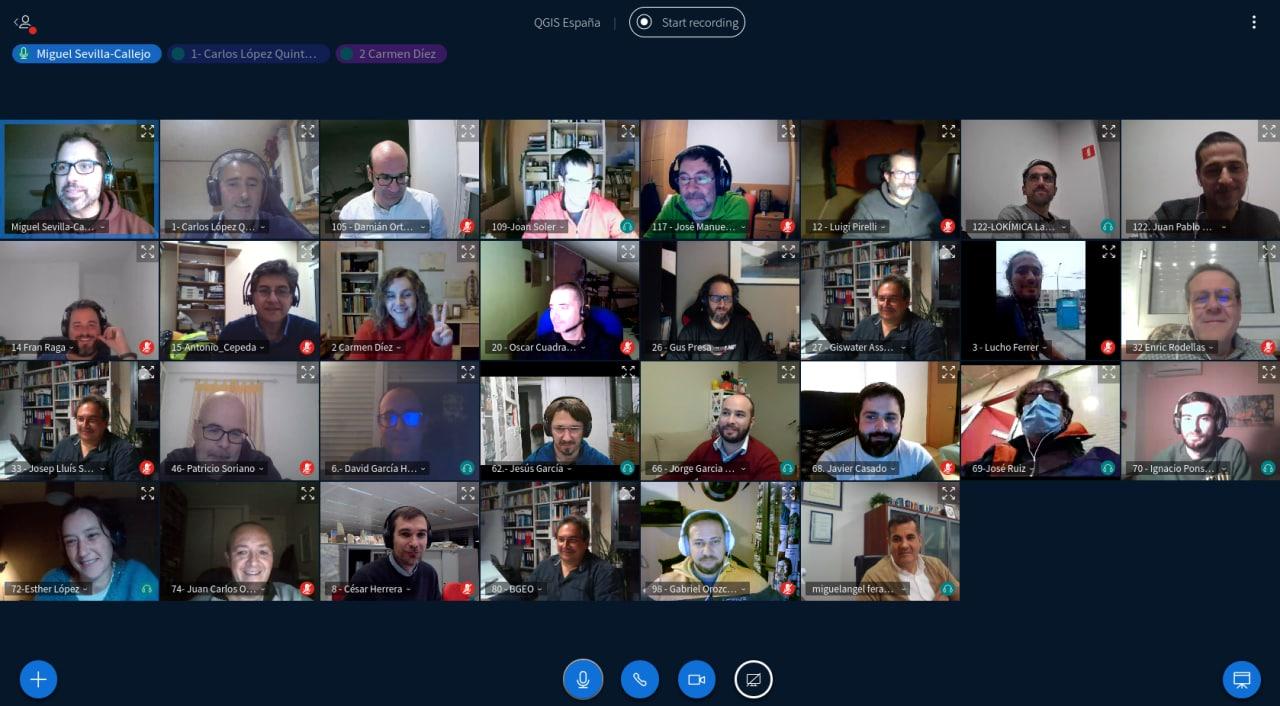 QGIS España
Start recording
Miguel Sevilla-Callejo
1- Carlos López Quint...
2 Carmen Díez
Miguel Sevilla-Ca...
1- Carlos López Q...
105 - Damián Ort...
109-Joan Soler
117 - José Manue...
12 - Luigi Pirelli
122-LOKÍMICA La...
122. Juan Pablo ...
14 Fran Raga
15-Antonio_Cepeda
2 Carmen Díez
20 - Oscar Cuadra...
26 - Gus Presa
27 - Giswater Ass...
3 - Lucho Ferrer
32 Enric Rodellas
33 - Josep Lluís S...
46- Patricio Soriano
6.- David García H...
62.- Jesús García
66 - Jorge Garcia ...
68. Javier Casado
69-José Ruiz
70 - Ignacio Pons...
72-Esther López
74- Juan Carlos O...
8 - César Herrera
80 - BGEO
98 - Gabriel Orozc...
miguelangel fera...